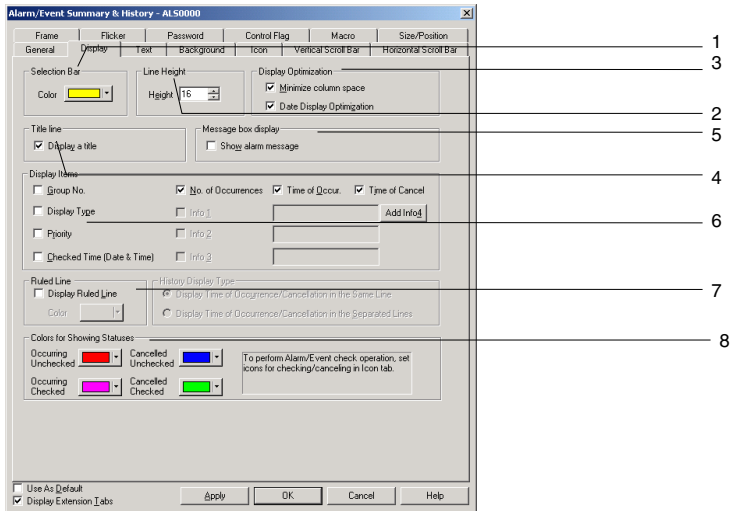 Alarm/Event Summary & History - ALS0000
Frame Flicker Password Control Flag Macro Size/Position
General Display Text Background Icon Vertical Scroll Bar Horizontal Scroll Bar
1
Selection Bar Line Height Display Optimization
3
Color Height 16 Minimize column space
Date Display Optimization
2
Title line Message box display
5
Display a title Show alarm message
Display Items
4
Group No. No. of Occurrences Time of Occur. Time of Cancel
Display Type Info 1 Add Info4
6
Priority Info 2
Checked Time (Date & Time) Info 3
Ruled Line History Display Type
7
Display Ruled Line Display Time of Occurrence/Cancellation in the Same Line
Color Display Time of Occurrence/Cancellation in the Separated Lines
Colors for Showing Statuses
8
Occurring Unchecked Cancelled Unchecked To perform Alarm/Event check operation, set
icons for checking/canceling in Icon tab.
Occurring Checked Cancelled Checked
Use As Default
Display Extension Tabs Apply OK Cancel Help